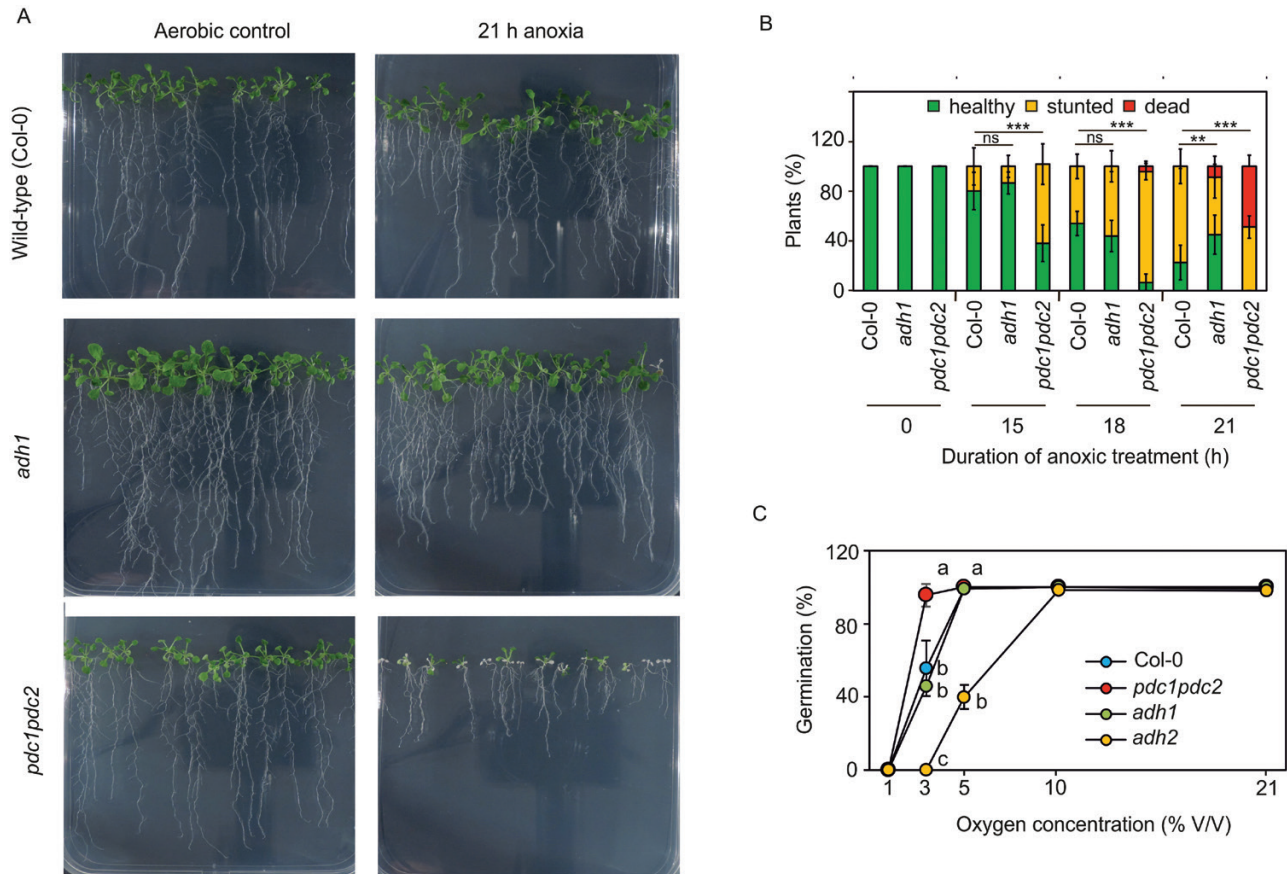 A
Aerobic control
21 h anoxia
Wild-type (Col-0)
adh1
pdc1pdc2
B
healthy stunted dead
120
80
40
0
Plants (%)
ns
***
ns
***
**
***
Col-0
adh1
pdc1pdc2
Col-0
adh1
pdc1pdc2
Col-0
adh1
pdc1pdc2
Col-0
adh1
pdc1pdc2
0 15 18 21
Duration of anoxic treatment (h)
C
120
80
40
0
Germination (%)
a a
b
b
b
c
Col-0
pdc1pdc2
adh1
adh2
1 3 5 10 21
Oxygen concentration (% V/V)